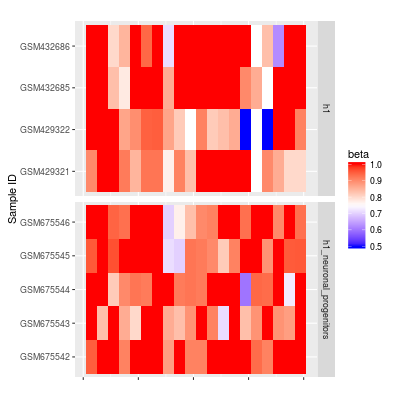 Sample ID
GSM432686
GSM432685
GSM429322
GSM429321
h1
GSM675546
GSM675545
GSM675544
GSM675543
GSM675542
h1_neuronal_progenitors
beta
1.0
0.9
0.8
0.7
0.6
0.5